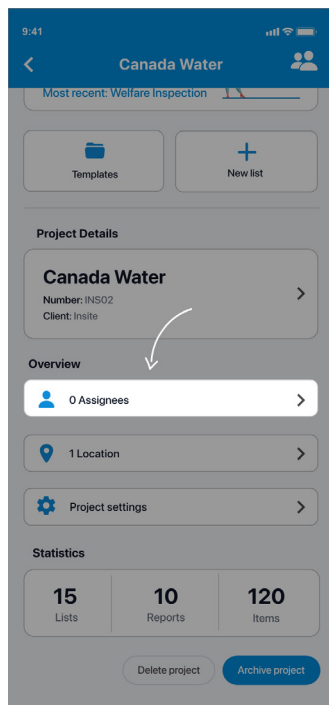 9:41
Canada Water
Most recent: Welfare Inspection
Templates
New list
Project Details
Canada Water
Number: INS02
Client: Insite
Overview
0 Assignees
1 Location
Project settings
Statistics
15 10 120
Lists Reports Items
Delete project Archive project